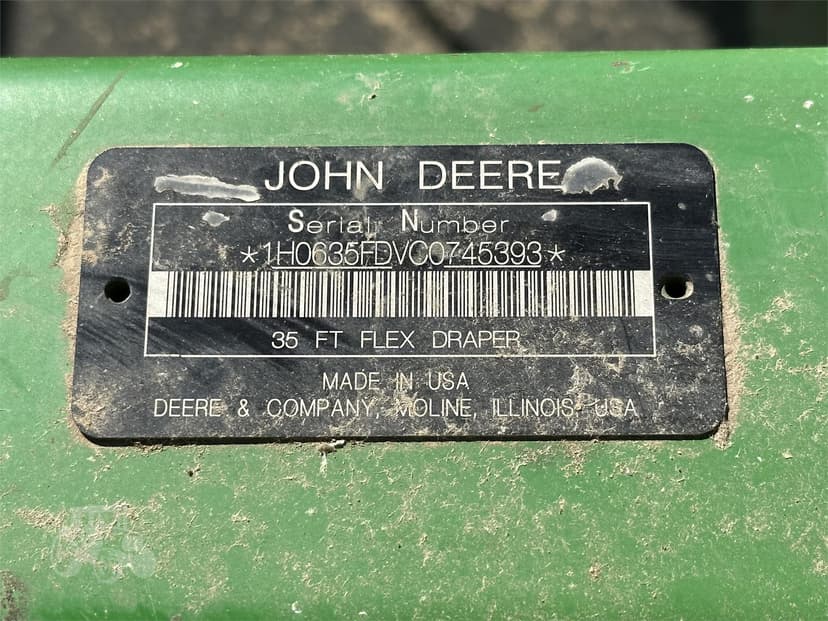 JOHN DEERE
Serial Number
*1H0635FDVC0745393*
35 FT FLEX DRAPER
MADE IN USA
DEERE & COMPANY, MOLINE, ILLINOIS USA